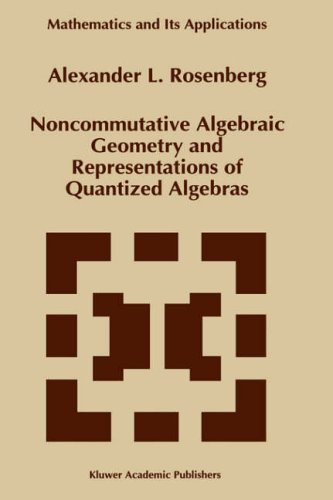 Mathematics and Its Applications
Alexander L. Rosenberg
Noncommutative Algebraic
Geometry and
Representations of
Quantized Algebras
Kluwer Academic Publishers